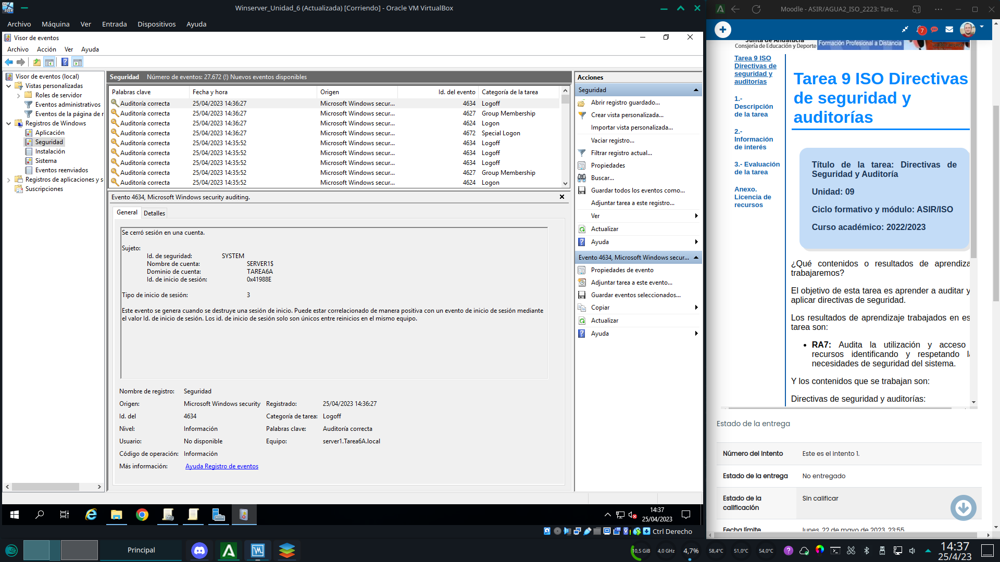 Winserver_Unidad_6 (Actualizada) [Corriendo] - Oracle VM VirtualBox
Archivo Máquina Ver Entrada Dispositivos Ayuda
Visor de eventos
Archivo Acción Ver Ayuda
Visor de eventos (local)
Vistas personalizadas
Roles de servidor
Eventos administrativos
Eventos de la página de r
Registros de Windows
Aplicación
Seguridad
Instalación
Sistema
Eventos reenviados
Registros de aplicaciones y s
Suscripciones
Seguridad Número de eventos: 27.672 (!) Nuevos eventos disponibles
Palabras clave Fecha y hora Origen Id. del evento Categoría de la tarea
Auditoría correcta 25/04/2023 14:36:27 Microsoft Windows secur... 4634 Logoff
Auditoría correcta 25/04/2023 14:36:27 Microsoft Windows secur... 4627 Group Membership
Auditoría correcta 25/04/2023 14:36:27 Microsoft Windows secur... 4624 Logon
Auditoría correcta 25/04/2023 14:36:27 Microsoft Windows secur... 4672 Special Logon
Auditoría correcta 25/04/2023 14:35:52 Microsoft Windows secur... 4634 Logoff
Auditoría correcta 25/04/2023 14:35:52 Microsoft Windows secur... 4634 Logoff
Auditoría correcta 25/04/2023 14:35:52 Microsoft Windows secur... 4634 Logoff
Auditoría correcta 25/04/2023 14:35:52 Microsoft Windows secur... 4627 Group Membership
Auditoría correcta 25/04/2023 14:35:52 Microsoft Windows secur... 4624 Logon
Evento 4634, Microsoft Windows security auditing.
General Detalles
Se cerró sesión en una cuenta.
Sujeto:
Id. de seguridad: SYSTEM
Nombre de cuenta: SERVER1$
Dominio de cuenta: TAREA6A
Id. de inicio de sesión: 0x41988E
Tipo de inicio de sesión: 3
Este evento se genera cuando se destruye una sesión de inicio. Puede estar correlacionado de manera positiva con un evento de inicio de sesión mediante
el valor Id. de inicio de sesión. Los id. de inicio de sesión solo son únicos entre reinicios en el mismo equipo.
Nombre de registro: Seguridad
Origen: Microsoft Windows security Registrado: 25/04/2023 14:36:27
Id. del 4634 Categoría de tarea: Logoff
Nivel: Información Palabras clave: Auditoría correcta
Usuario: No disponible Equipo: server1.Tarea6A.local
Código de operación: Información
Más información: Ayuda Registro de eventos
Acciones
Seguridad
Abrir registro guardado...
Crear vista personalizada...
Importar vista personalizada...
Vaciar registro...
Filtrar registro actual...
Propiedades
Buscar...
Guardar todos los eventos como...
Adjuntar tarea a este registro...
Ver
Actualizar
Ayuda
Evento 4634, Microsoft Windows secur...
Propiedades de evento
Adjuntar tarea a este evento...
Guardar eventos seleccionados...
Copiar
Actualizar
Ayuda
14:37
25/04/2023
Ctrl Derecho
Moodle - ASIR/AGUA2_ISO_2223: Tare...
7
Junta de Andalucía
Consejería de Educación y Deporte
Formación Profesional a Distancia
Tarea 9 ISO
Directivas de
seguridad y
auditorías
1.-
Descripción
de la tarea
2.-
Información
de interés
3.- Evaluación
de la tarea
Anexo.
Licencia de
recursos
Tarea 9 ISO Directivas
de seguridad y
auditorías
Título de la tarea: Directivas de
Seguridad y Auditoría
Unidad: 09
Ciclo formativo y módulo: ASIR/ISO
Curso académico: 2022/2023
¿Qué contenidos o resultados de aprendiza
trabajaremos?
El objetivo de esta tarea es aprender a auditar y
aplicar directivas de seguridad.
Los resultados de aprendizaje trabajados en es
tarea son:
RA7: Audita la utilización y acceso
recursos identificando y respetando la
necesidades de seguridad del sistema.
Y los contenidos que se trabajan son:
Directivas de seguridad y auditorías:
Estado de la entrega
Número del intento Este es el intento 1.
Estado de la entrega No entregado
Estado de la
calificación
Sin calificar
Fecha límite lunes, 22 de mayo de 2023, 23:55
Principal
10,5 GiB 4,0 GHz 4,7% 58,4°C 51,0°C 54,0°C
14:37
25/4/23